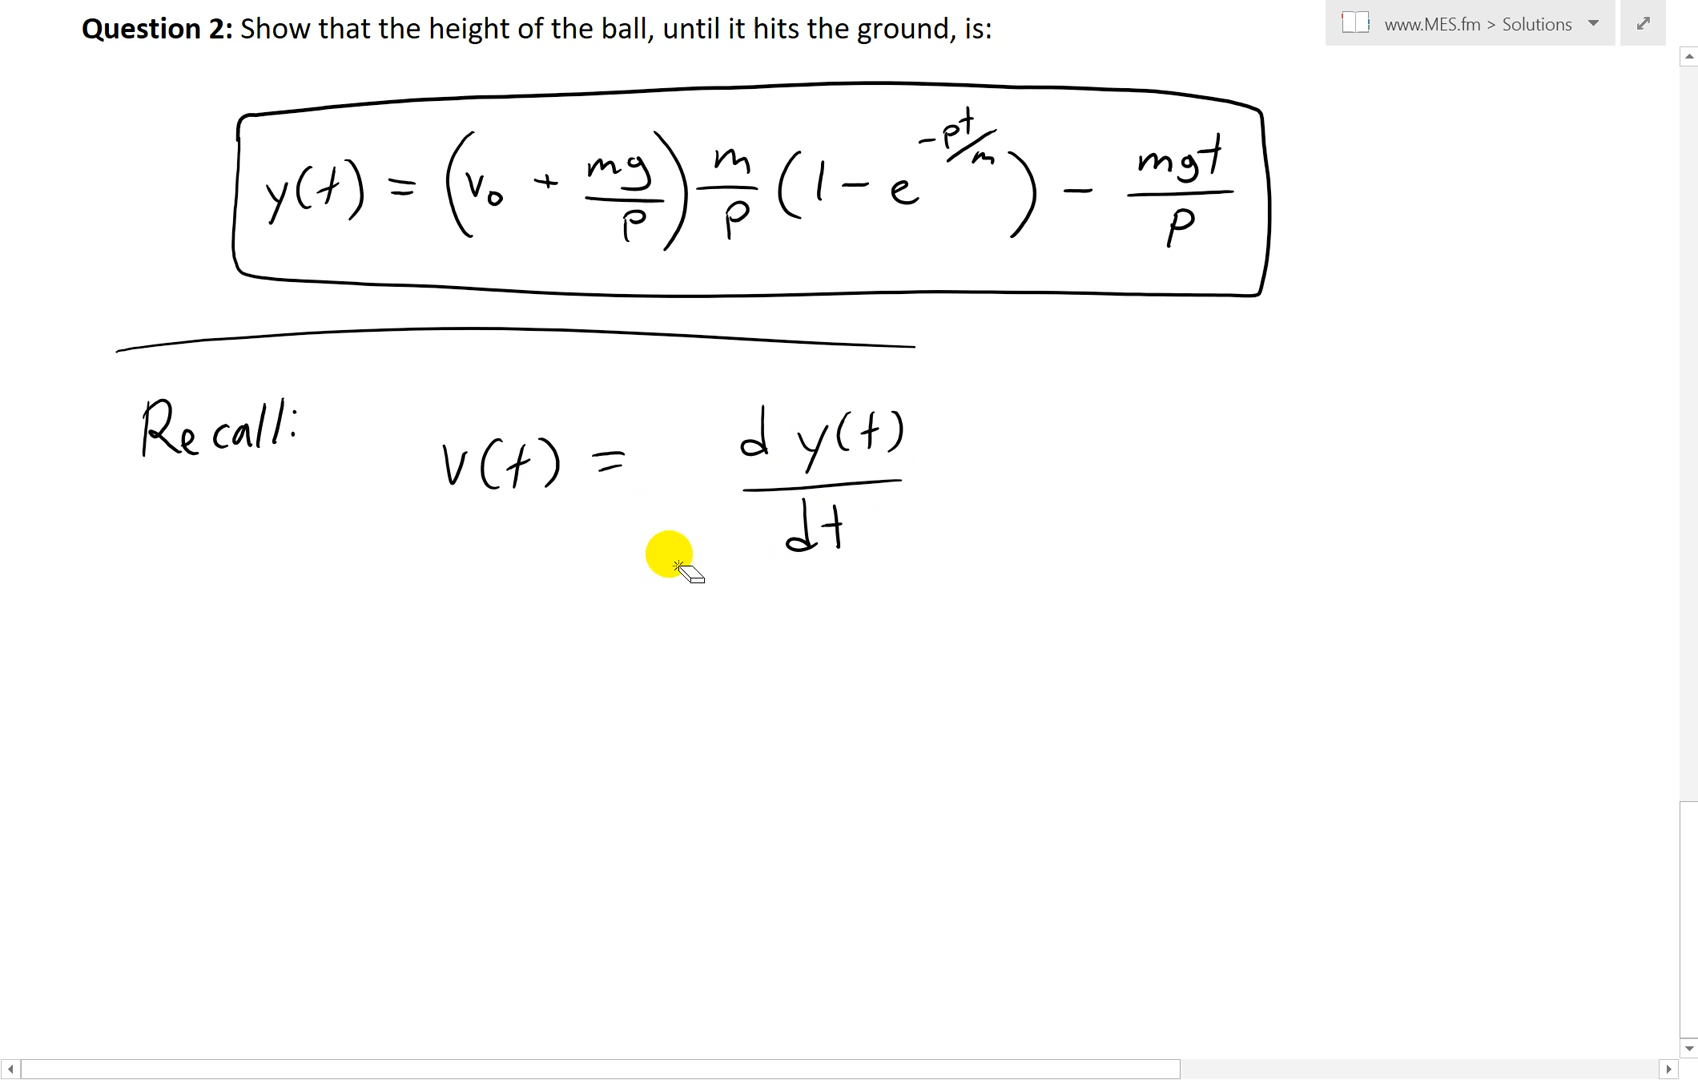 Question 2: Show that the height of the ball, until it hits the ground, is:
www.MES.fm > Solutions
y(t) = (v₀ + mg/p) m/p (1 - e^(-pt/m)) - mgt/p
Recall:
v(t) = d y(t)/dt